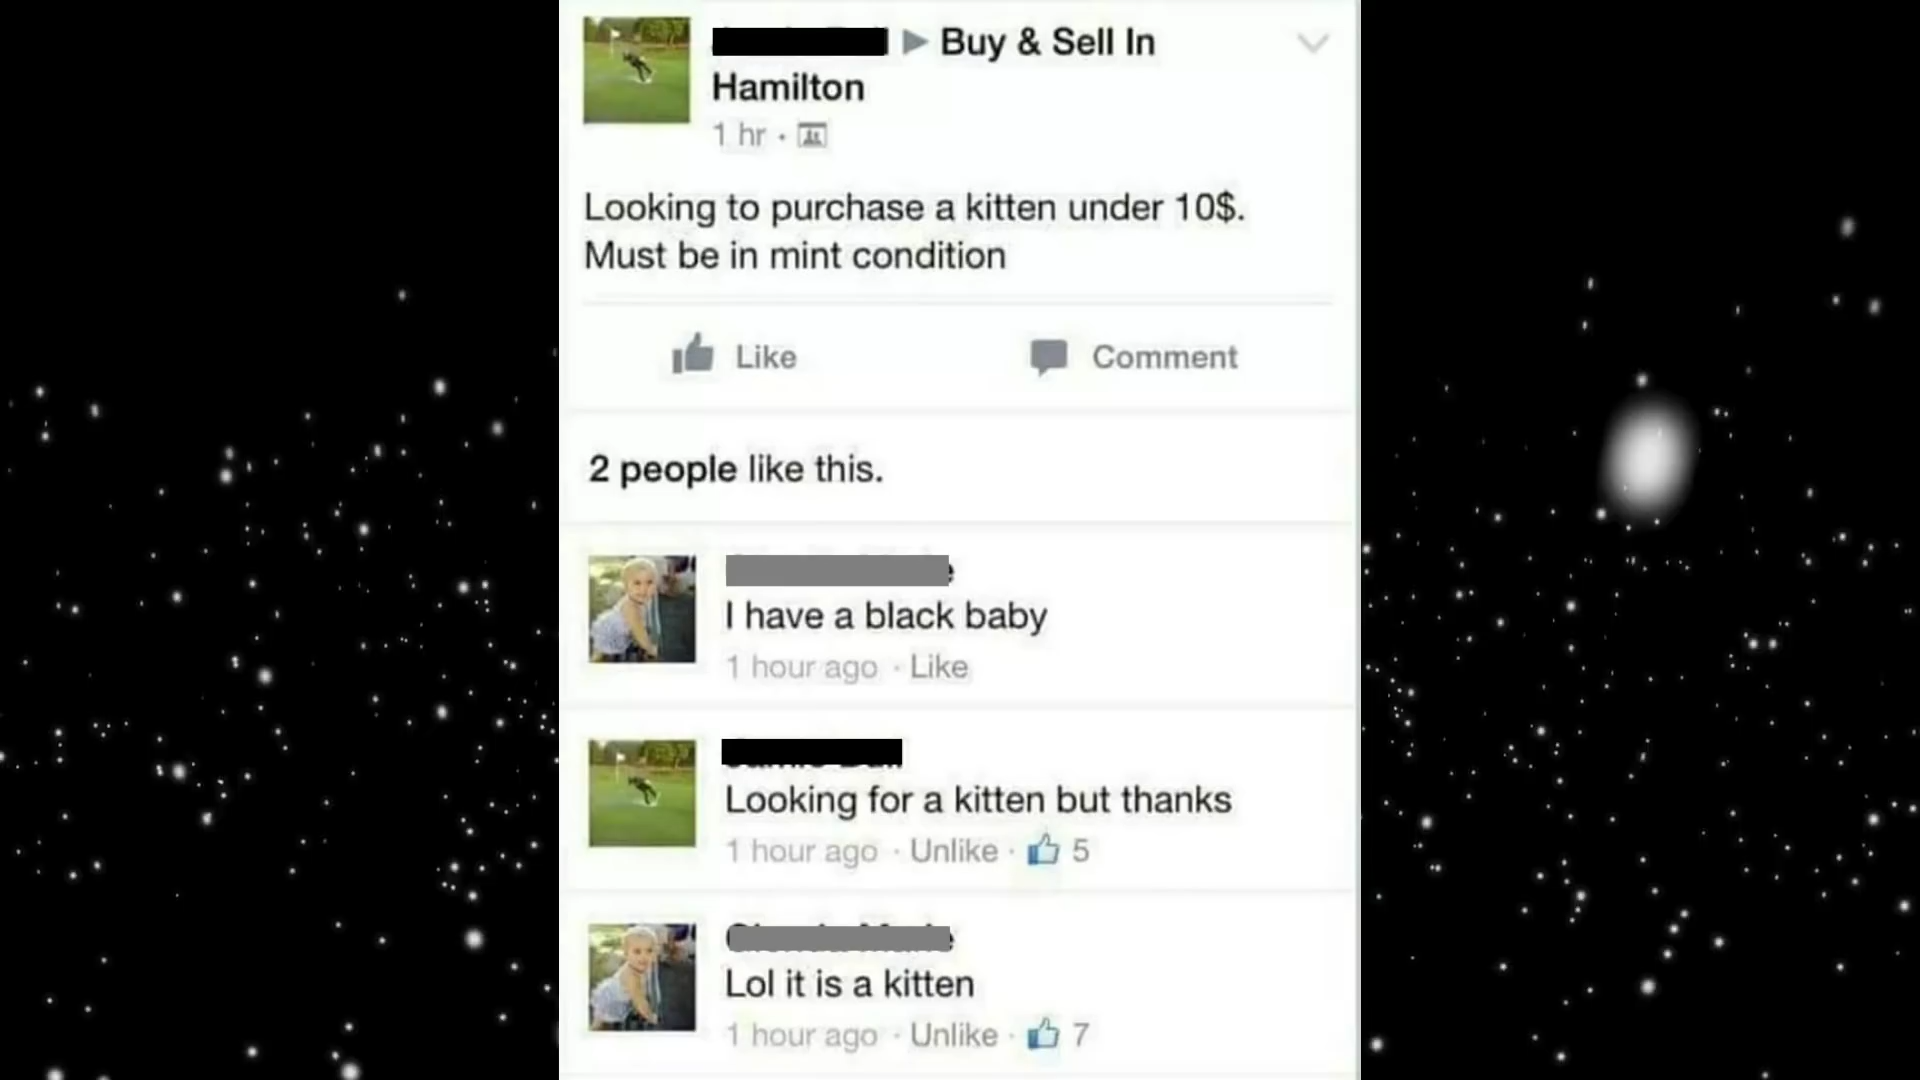 Buy & Sell In
Hamilton
1 hr ·
Looking to purchase a kitten under 10$.
Must be in mint condition
Like Comment
2 people like this.
I have a black baby
1 hour ago · Like
Looking for a kitten but thanks
1 hour ago · Unlike · 5
Lol it is a kitten
1 hour ago · Unlike · 7